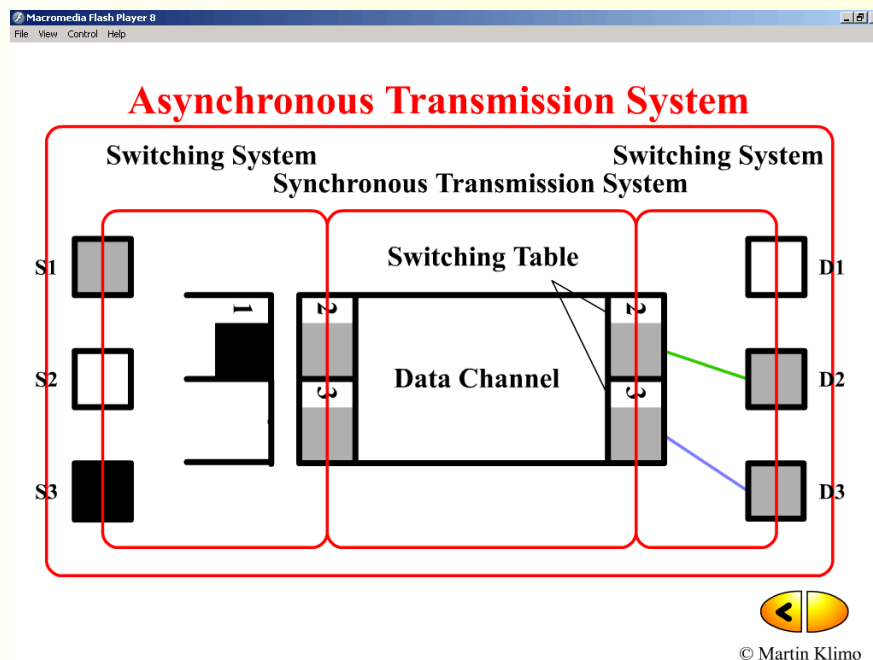 Macromedia Flash Player 8
File View Control Help
Asynchronous Transmission System
Switching System
Switching System
Synchronous Transmission System
S1
1
2
Switching Table
2
D1
S2
3
Data Channel
3
D2
S3
D3
© Martin Klimo